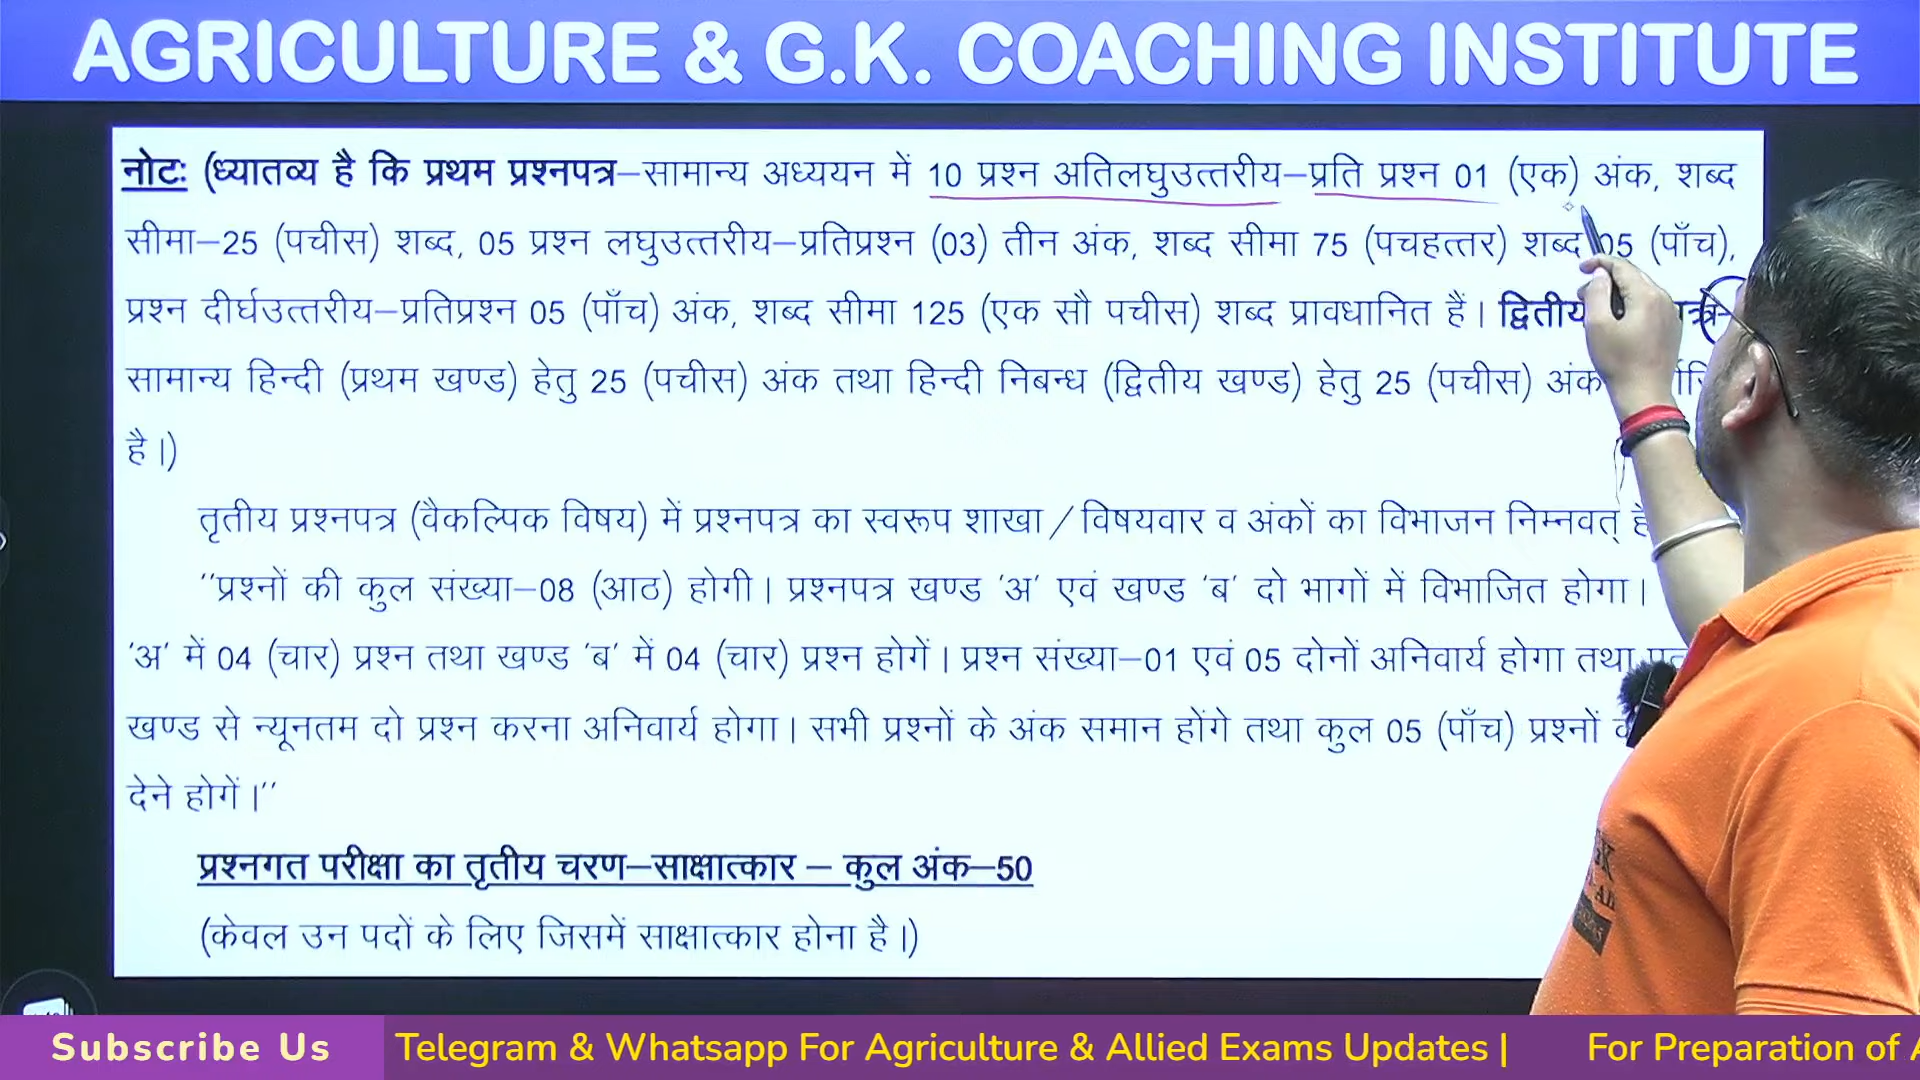 AGRICULTURE & G.K. COACHING INSTITUTE
नोटः (ध्यातव्य है कि प्रथम प्रश्नपत्र–सामान्य अध्ययन में 10 प्रश्न अतिलघुउत्तरीय–प्रति प्रश्न 01 (एक) अंक, शब्द
सीमा–25 (पचीस) शब्द, 05 प्रश्न लघुउत्तरीय–प्रतिप्रश्न (03) तीन अंक, शब्द सीमा 75 (पचहत्तर) शब्द 05 (पाँच),
प्रश्न दीर्घउत्तरीय–प्रतिप्रश्न 05 (पाँच) अंक, शब्द सीमा 125 (एक सौ पचीस) शब्द प्रावधानित हैं। द्वितीय
सामान्य हिन्दी (प्रथम खण्ड) हेतु 25 (पचीस) अंक तथा हिन्दी निबन्ध (द्वितीय खण्ड) हेतु 25 (पचीस) अंक
है।)
तृतीय प्रश्नपत्र (वैकल्पिक विषय) में प्रश्नपत्र का स्वरूप शाखा/विषयवार व अंकों का विभाजन निम्नवत्
''प्रश्नों की कुल संख्या–08 (आठ) होगी। प्रश्नपत्र खण्ड 'अ' एवं खण्ड 'ब' दो भागों में विभाजित होगा।
'अ' में 04 (चार) प्रश्न तथा खण्ड 'ब' में 04 (चार) प्रश्न होगें। प्रश्न संख्या–01 एवं 05 दोनों अनिवार्य होगा तथा
खण्ड से न्यूनतम दो प्रश्न करना अनिवार्य होगा। सभी प्रश्नों के अंक समान होंगे तथा कुल 05 (पाँच) प्रश्नों
देने होगें।''
प्रश्नगत परीक्षा का तृतीय चरण–साक्षात्कार – कुल अंक–50
(केवल उन पदों के लिए जिसमें साक्षात्कार होना है।)
Subscribe Us
Telegram & Whatsapp For Agriculture & Allied Exams Updates |
For Preparation of